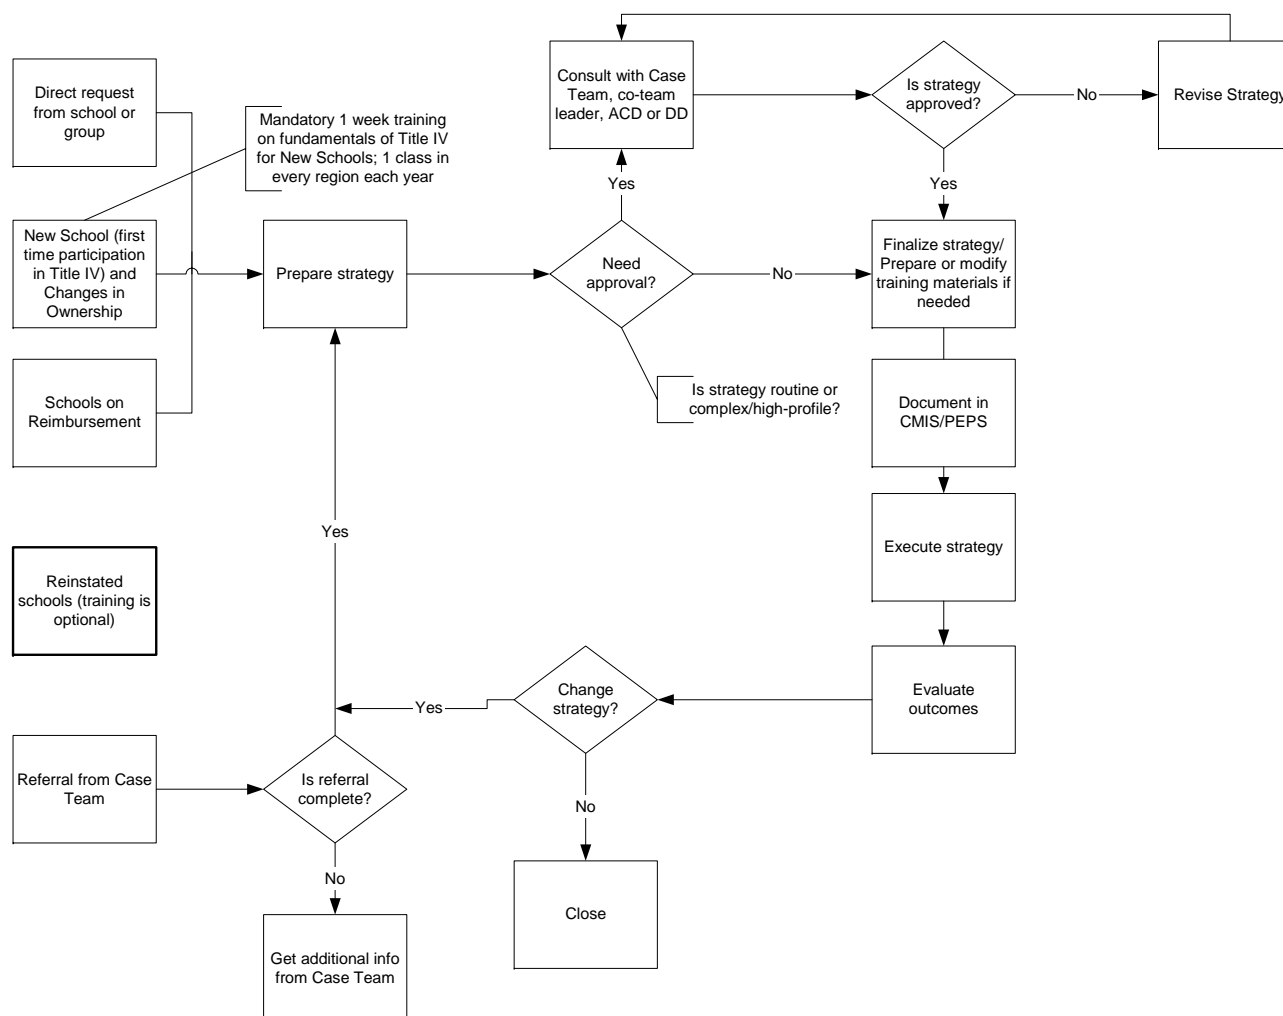 Direct request
from school or
group
Mandatory 1 week training
on fundamentals of Title IV
for New Schools; 1 class in
every region each year
Consult with Case
Team, co-team
leader, ACD or DD
Is strategy
approved?
No
Revise Strategy
Yes
Yes
New School (first
time participation
in Title IV) and
Changes in
Ownership
Prepare strategy
Need
approval?
No
Finalize strategy/
Prepare or modify
training materials if
needed
Schools on
Reimbursement
Is strategy routine or
complex/high-profile?
Document in
CMIS/PEPS
Yes
Execute strategy
Reinstated
schools (training is
optional)
Change
strategy?
Evaluate
outcomes
Yes
Referral from Case
Team
Is referral
complete?
No
No
Close
Get additional info
from Case Team